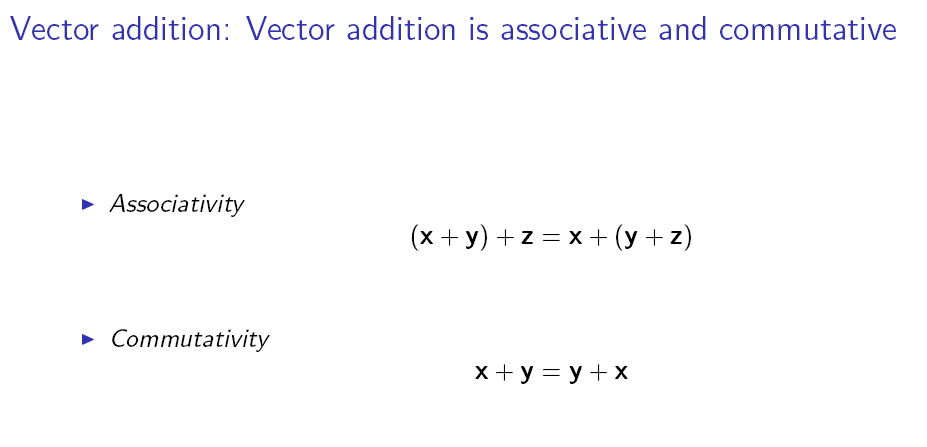 Vector addition: Vector addition is associative and commutative
▶ Associativity
(x + y) + z = x + (y + z)
▶ Commutativity
x + y = y + x